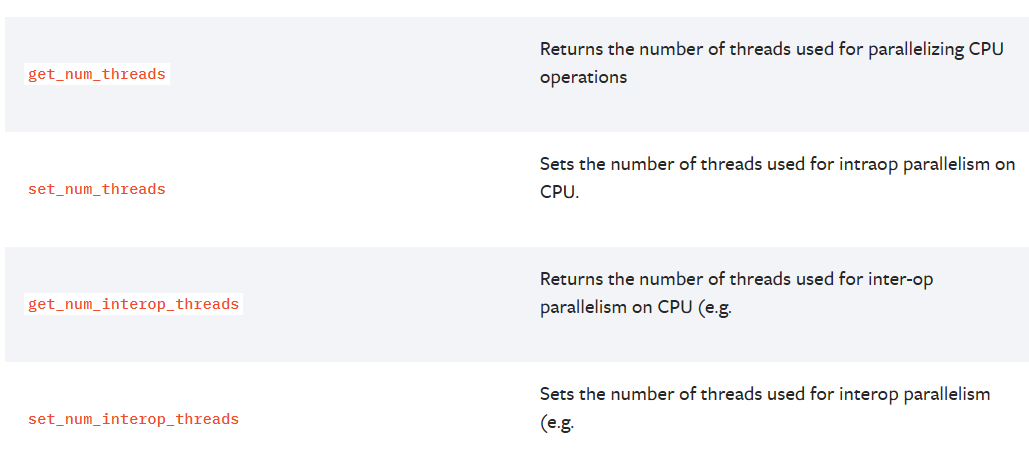 get_num_threads
Returns the number of threads used for parallelizing CPU
operations
set_num_threads
Sets the number of threads used for intraop parallelism on
CPU.
get_num_interop_threads
Returns the number of threads used for inter-op
parallelism on CPU (e.g.
set_num_interop_threads
Sets the number of threads used for interop parallelism
(e.g.